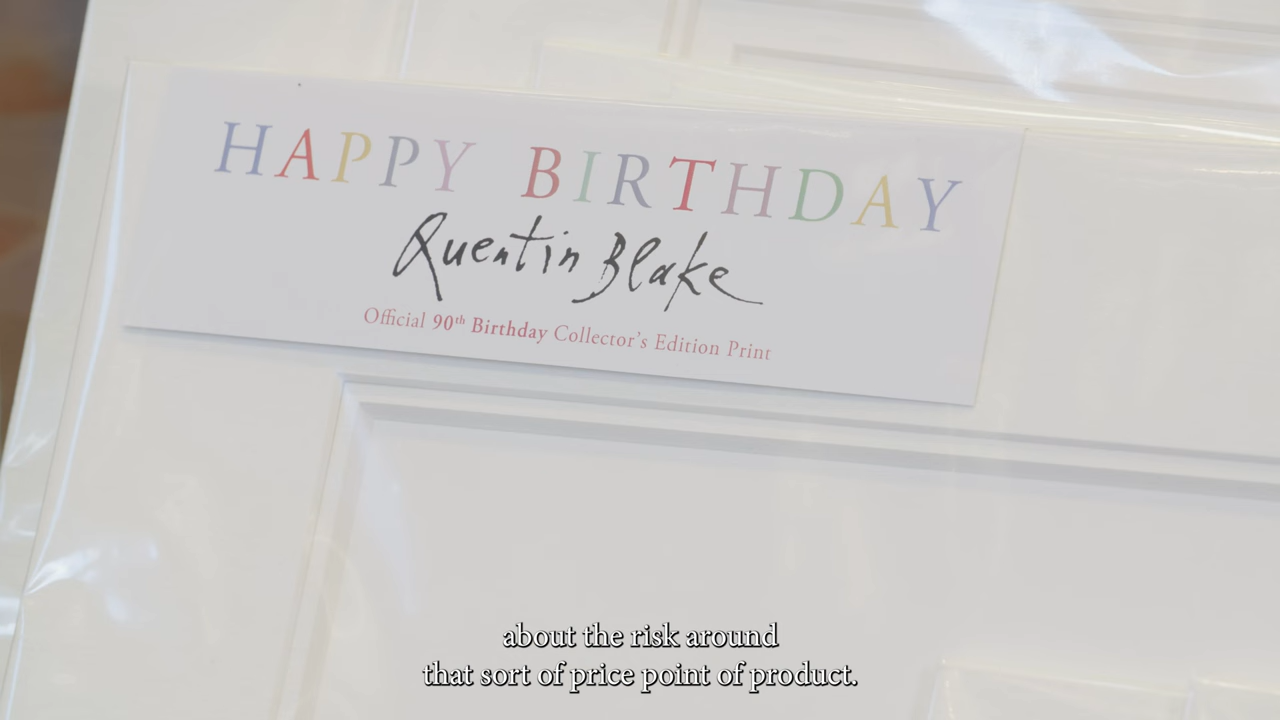 HAPPY BIRTHDAY
Quentin Blake
Official 90th Birthday Collector's Edition Print
about the risk around
that sort of price point of product.